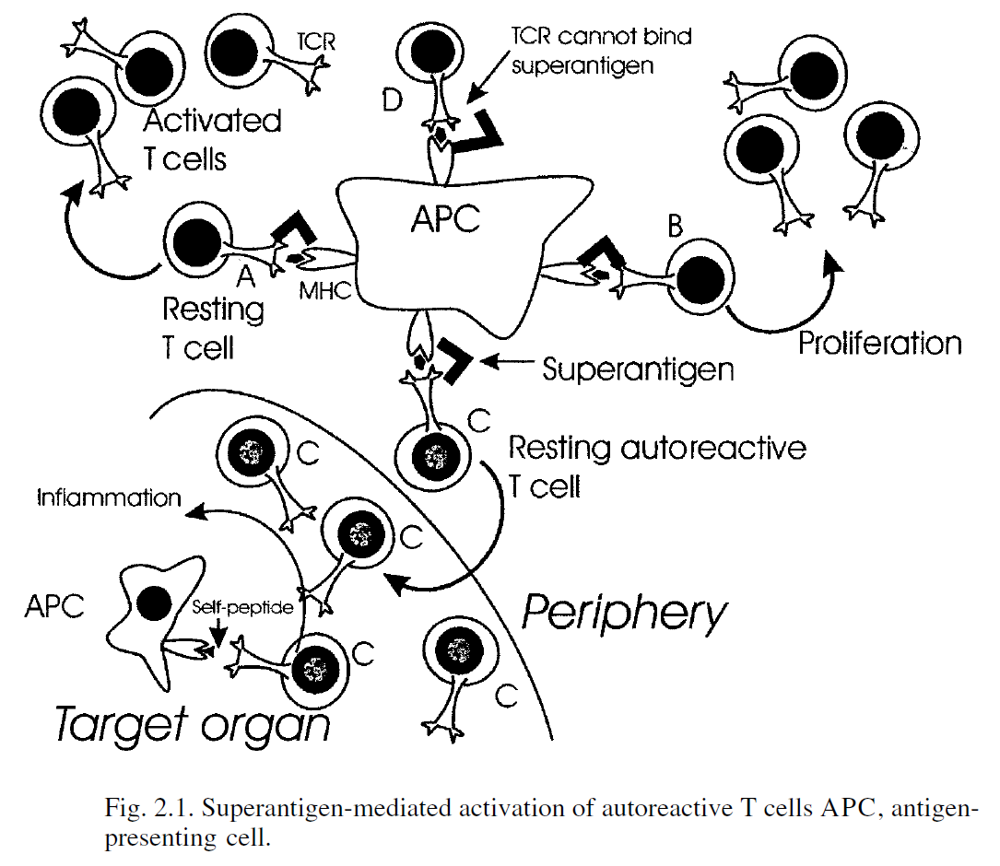 TCR
TCR cannot bind
superantigen
D
Activated
T cells
APC
B
A
MHC
Resting
T cell
Proliferation
Superantigen
C
Resting autoreactive
T cell
C
Inflammation
C
APC
Self-peptide
Periphery
C
C
Target organ
Fig. 2.1. Superantigen-mediated activation of autoreactive T cells APC, antigen-
presenting cell.